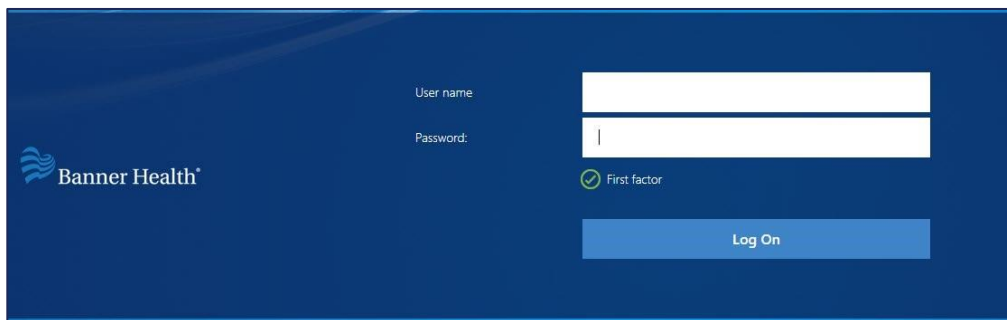 User name
Password:
Banner Health®
First factor
Log On